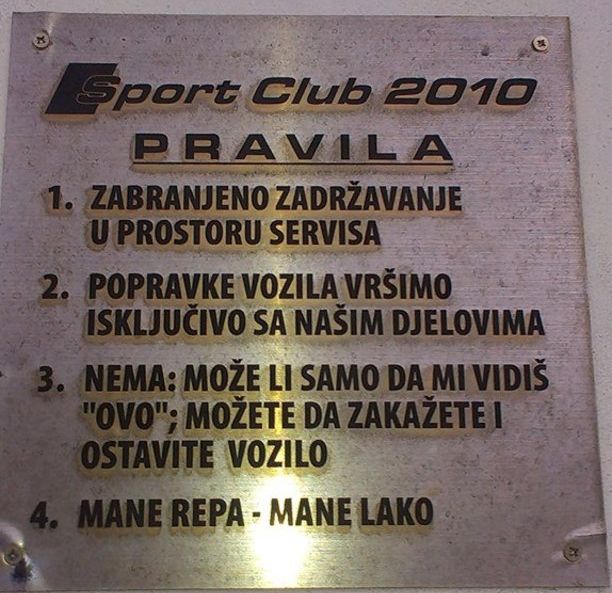 Sport Club 2010
PRAVILA
1. ZABRANJENO ZADRŽAVANJE
U PROSTORU SERVISA
2. POPRAVKE VOZILA VRŠIMO
ISKLJUČIVO SA NAŠIM DJELOVIMA
3. NEMA: MOŽE LI SAMO DA MI VIDIŠ
"OVO"; MOŽETE DA ZAKAŽETE I
OSTAVITE VOZILO
4. MANE REPA - MANE LAKO